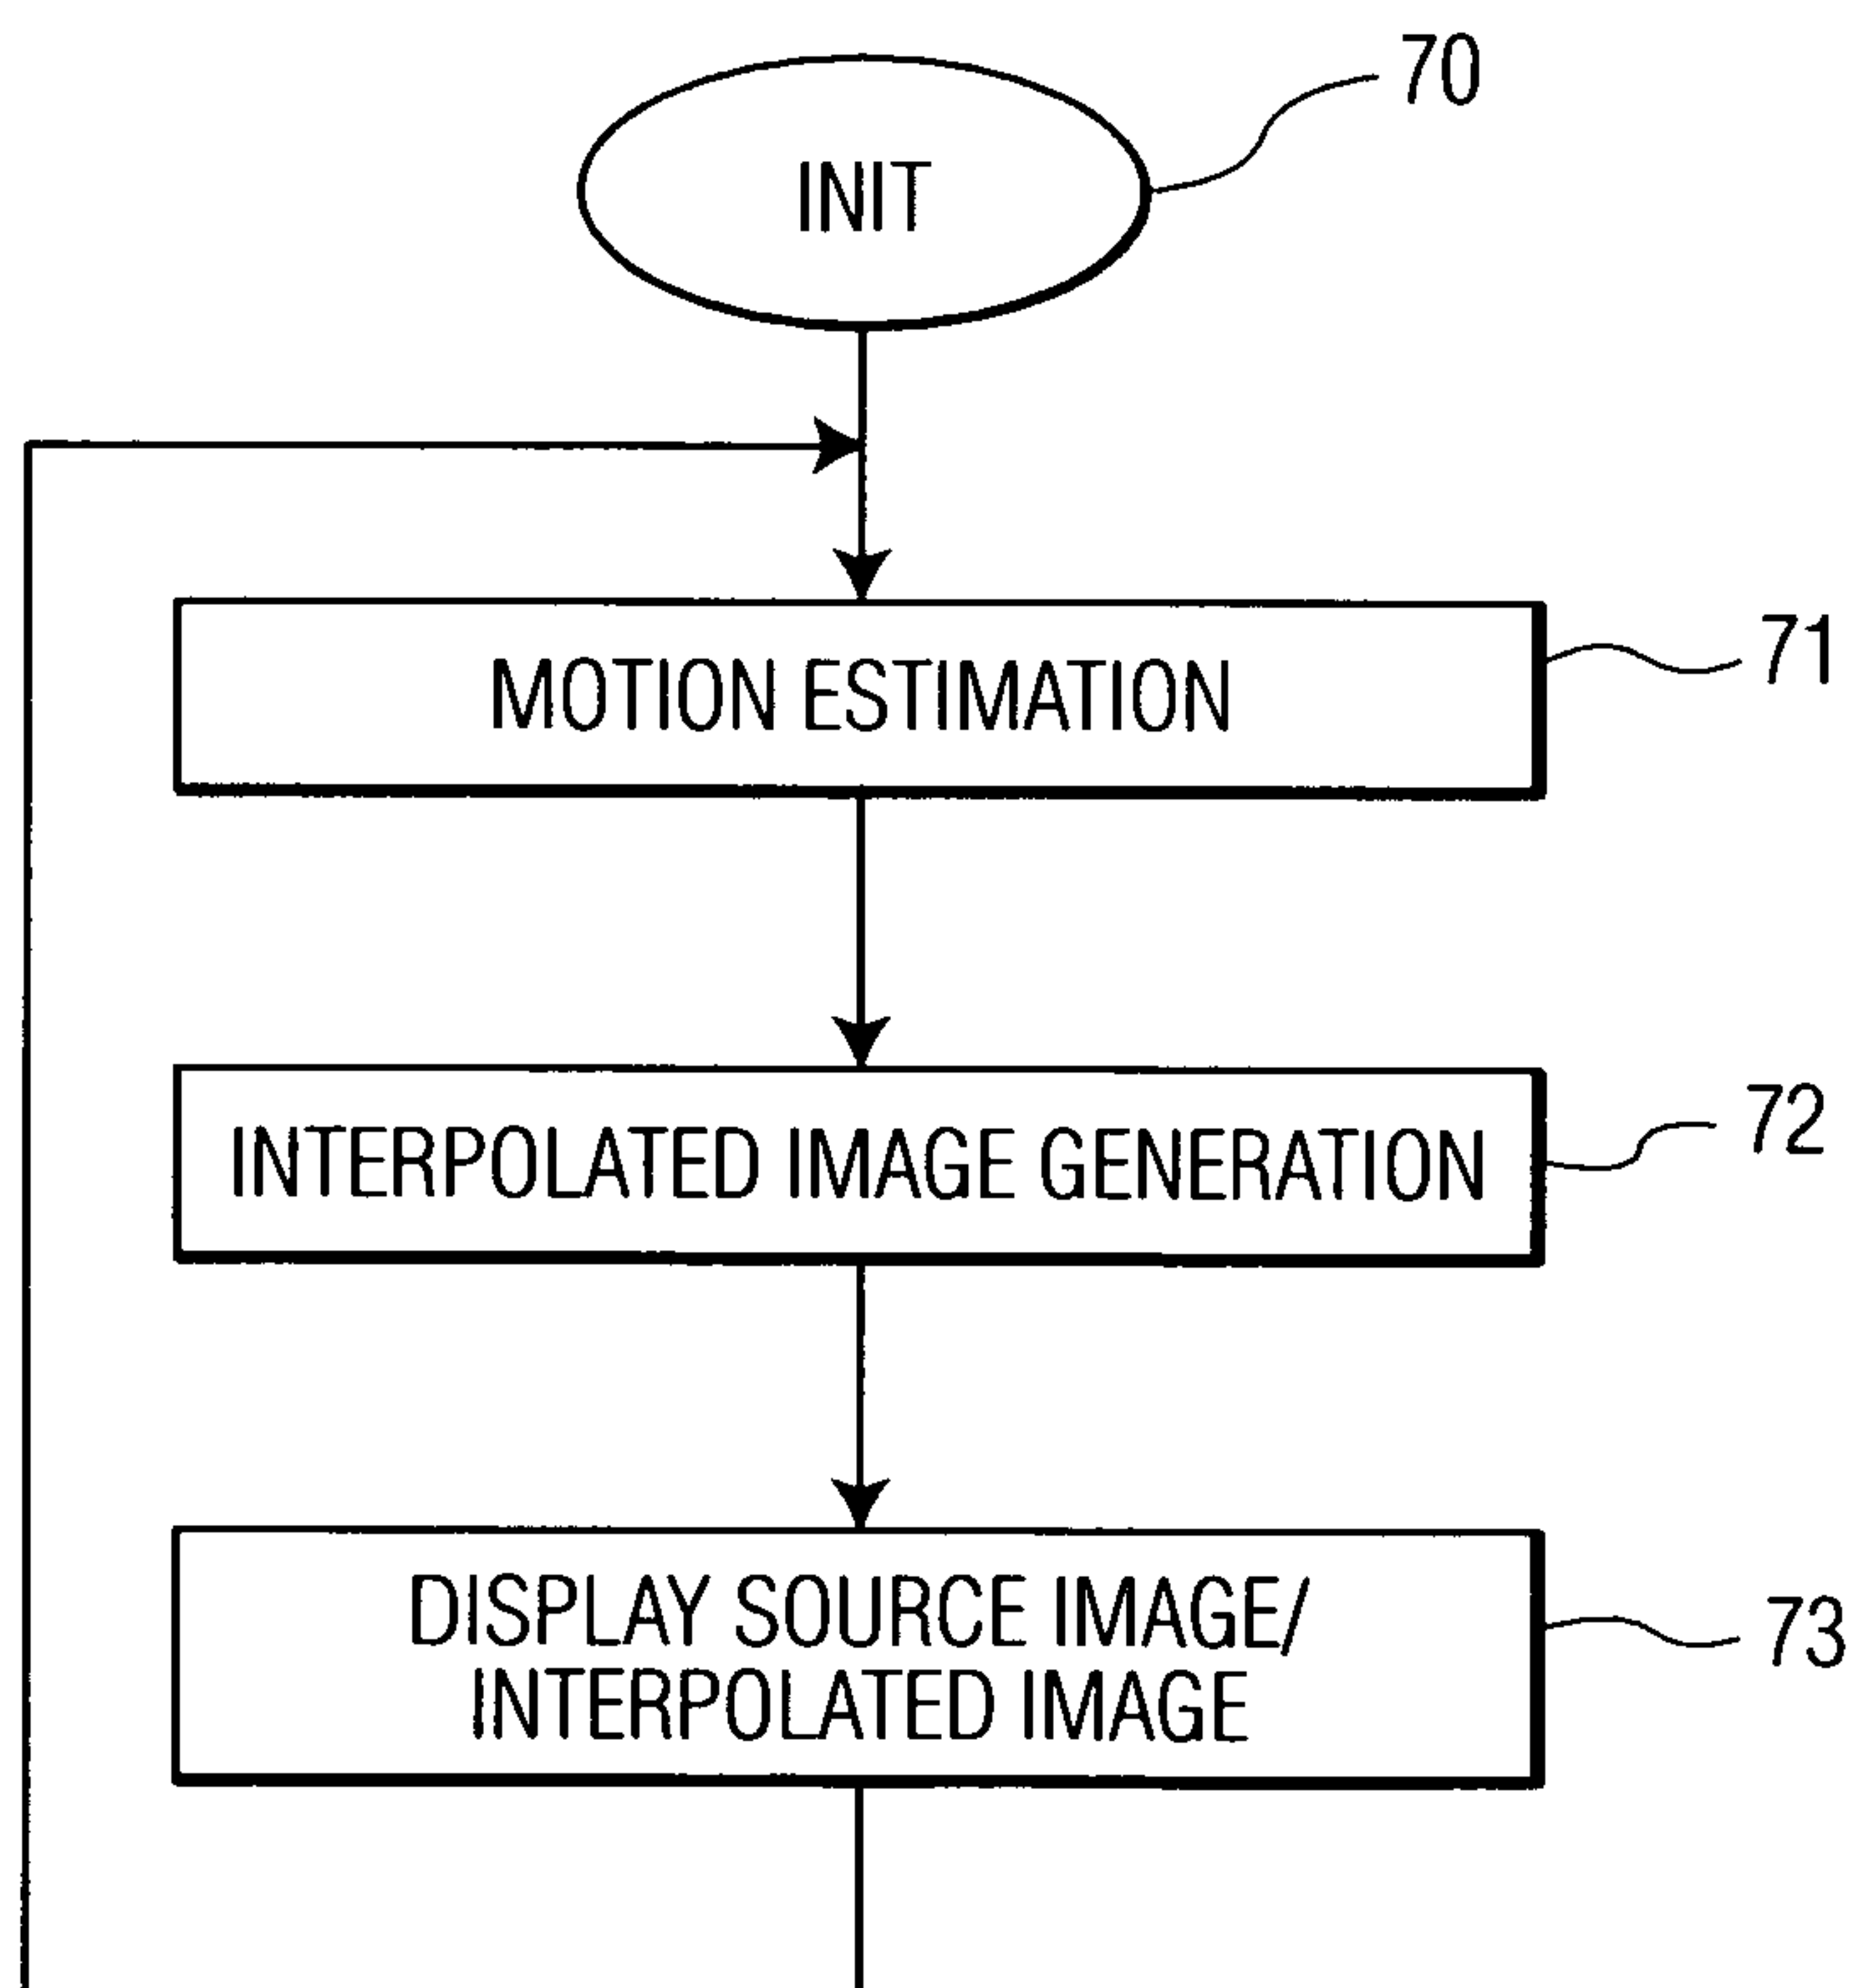 70
INIT
71
MOTION ESTIMATION
72
INTERPOLATED IMAGE GENERATION
73
DISPLAY SOURCE IMAGE/
INTERPOLATED IMAGE